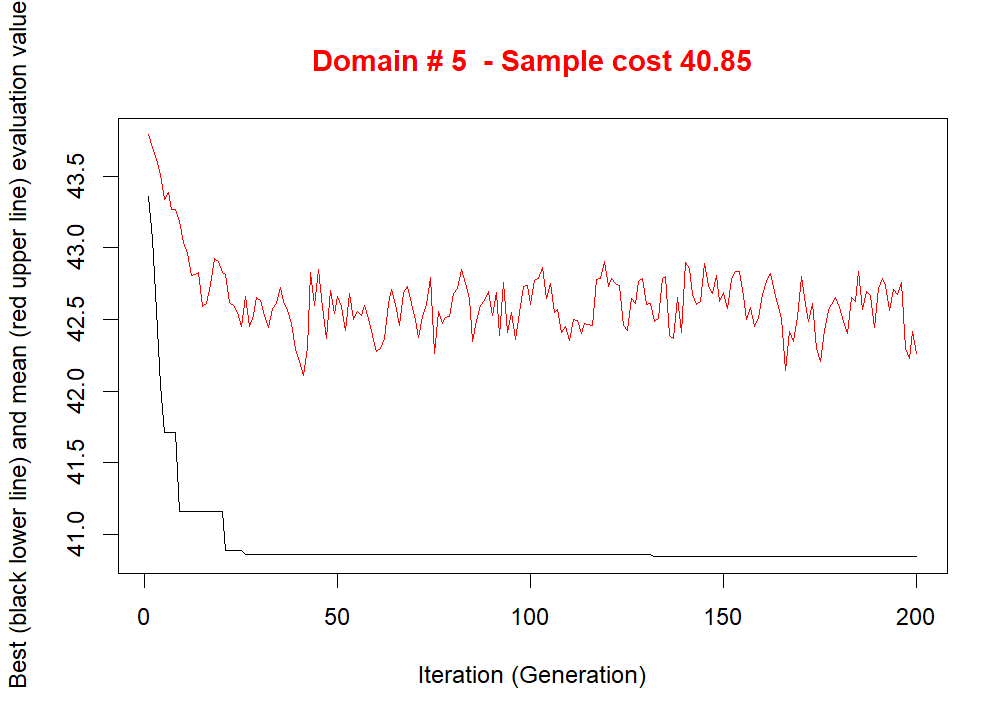 Domain # 5  - Sample cost 40.85
Best (black lower line) and mean (red upper line) evaluation value
43.5
43.0
42.5
42.0
41.5
41.0
0 50 100 150 200
Iteration (Generation)